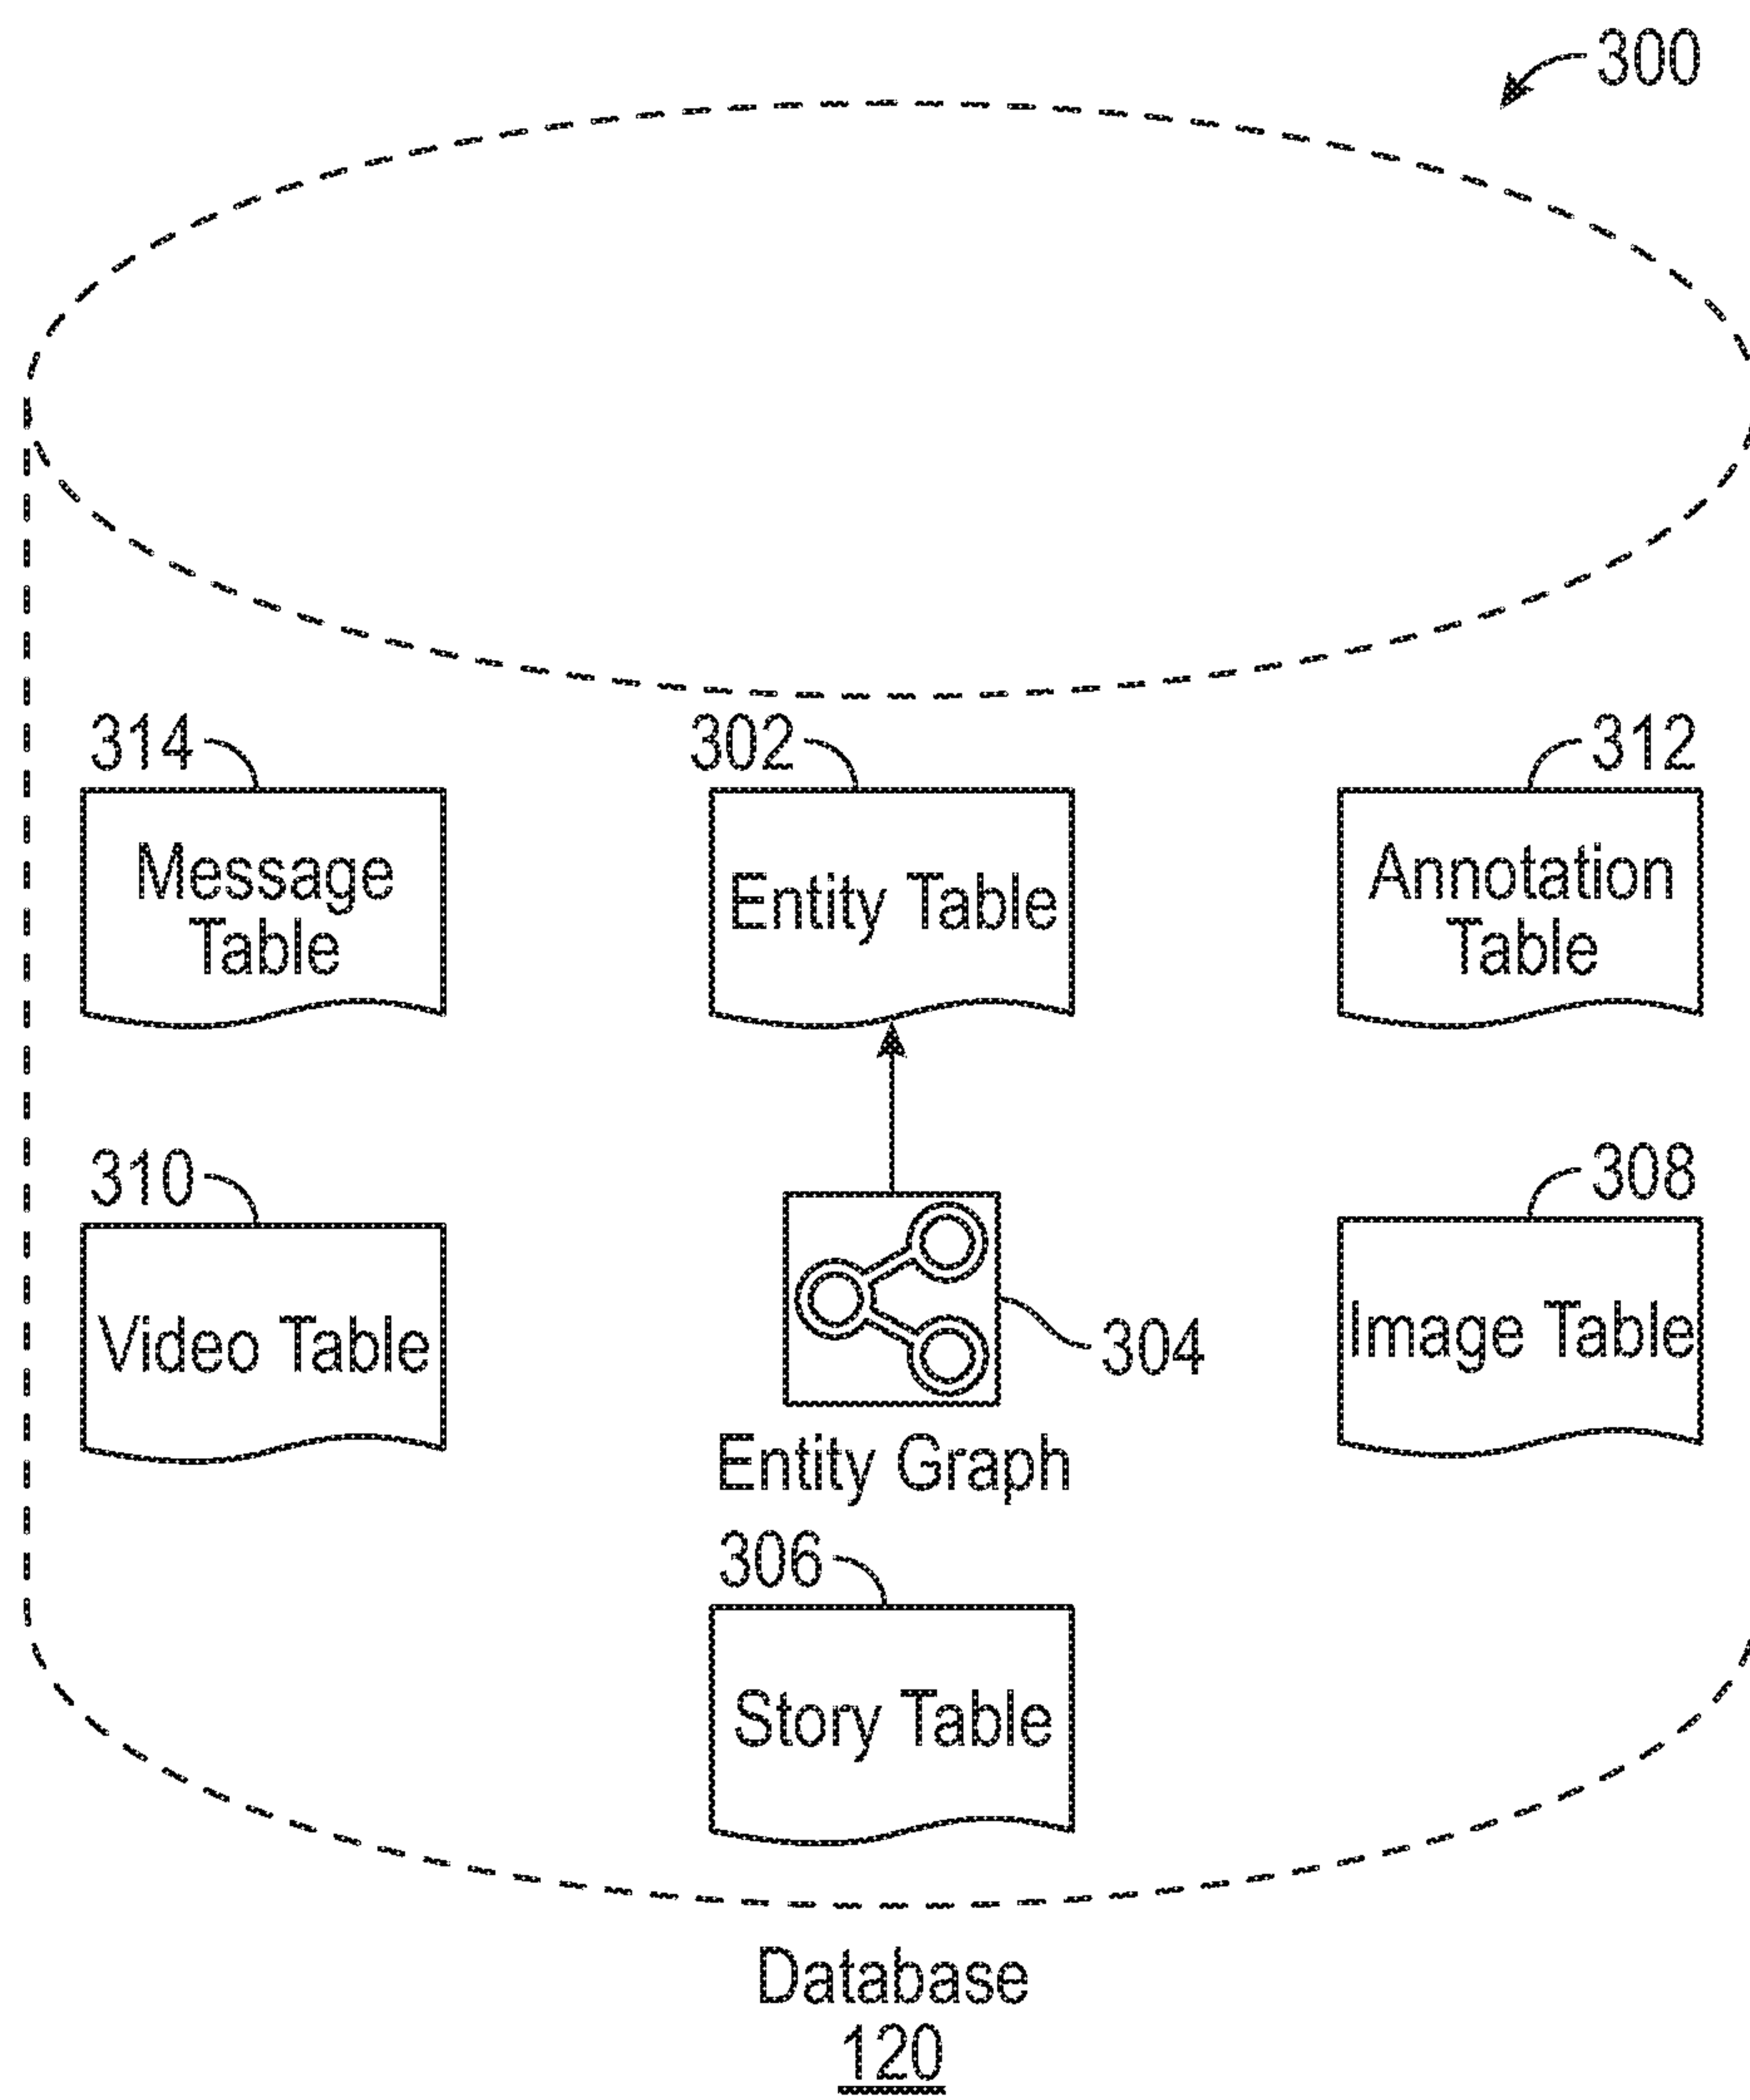 300
314
302
312
Message
Table
Entity Table
Annotation
Table
310
308
Video Table
304
Image Table
Entity Graph
306
Story Table
Database
120